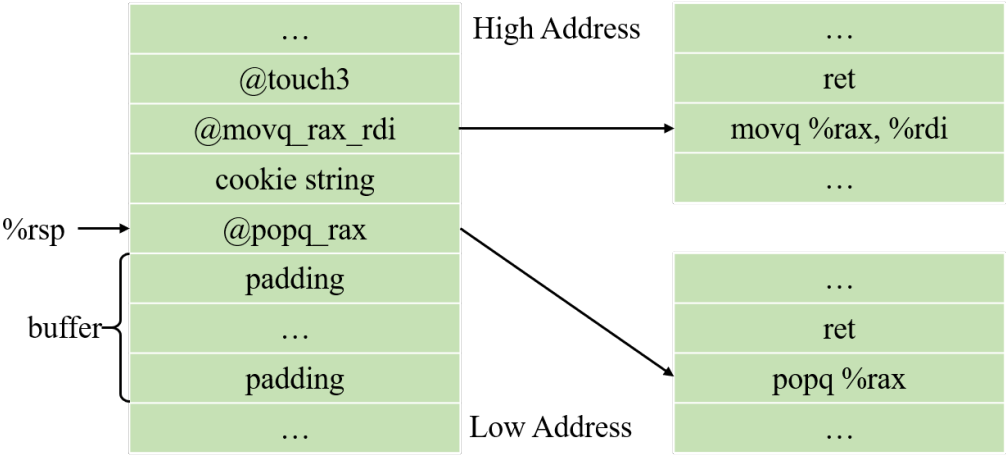 …
High Address
…
@touch3
ret
@movq_rax_rdi
movq %rax, %rdi
cookie string
…
%rsp
@popq_rax
padding
…
buffer
…
ret
padding
popq %rax
…
Low Address
…